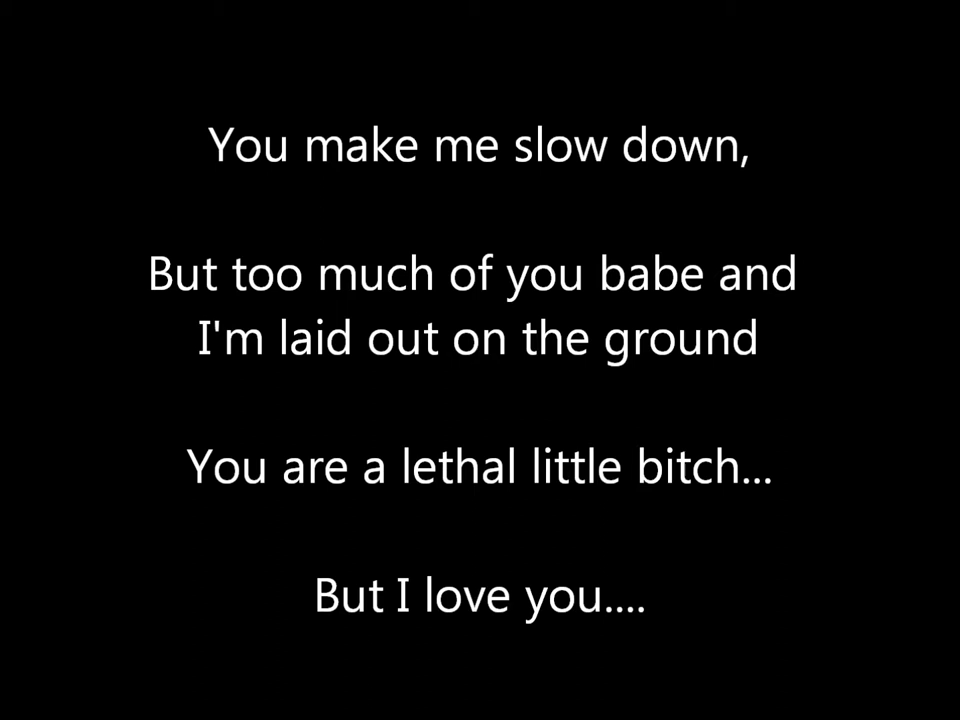 You make me slow down,
But too much of you babe and
I'm laid out on the ground
You are a lethal little bitch...
But I love you....